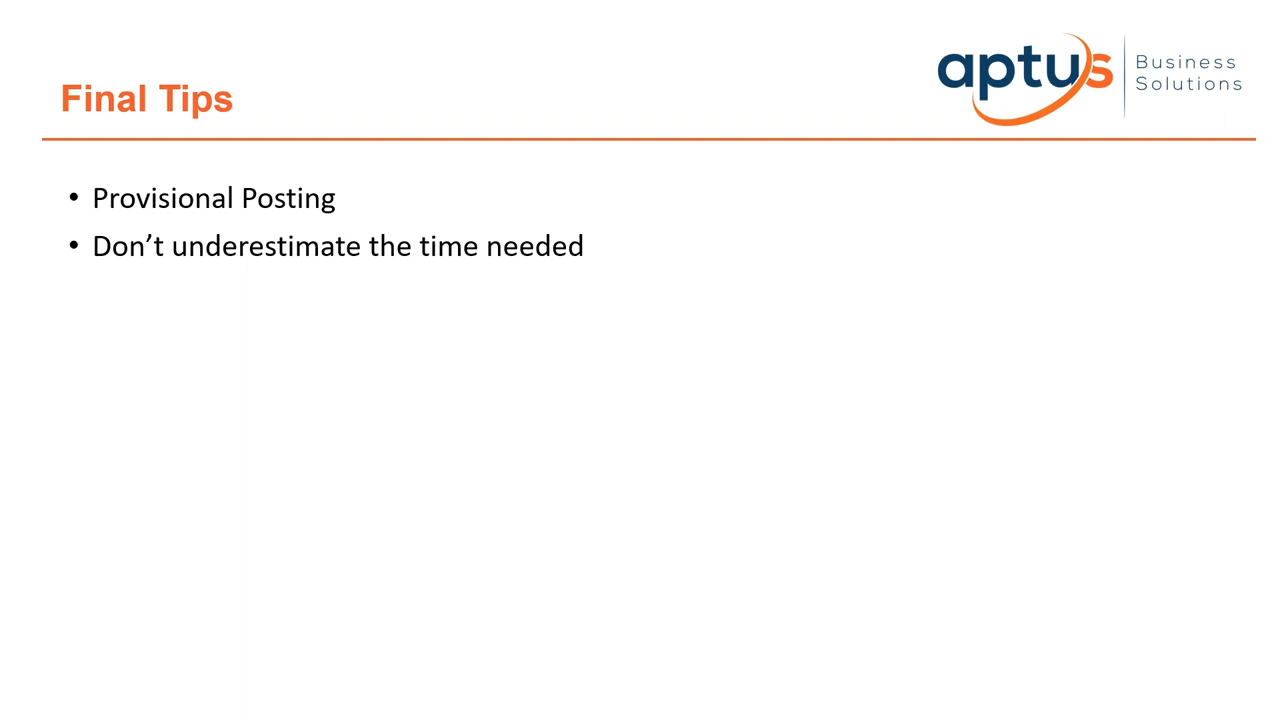 aptus
Business
Solutions
Final Tips
• Provisional Posting
• Don’t underestimate the time needed